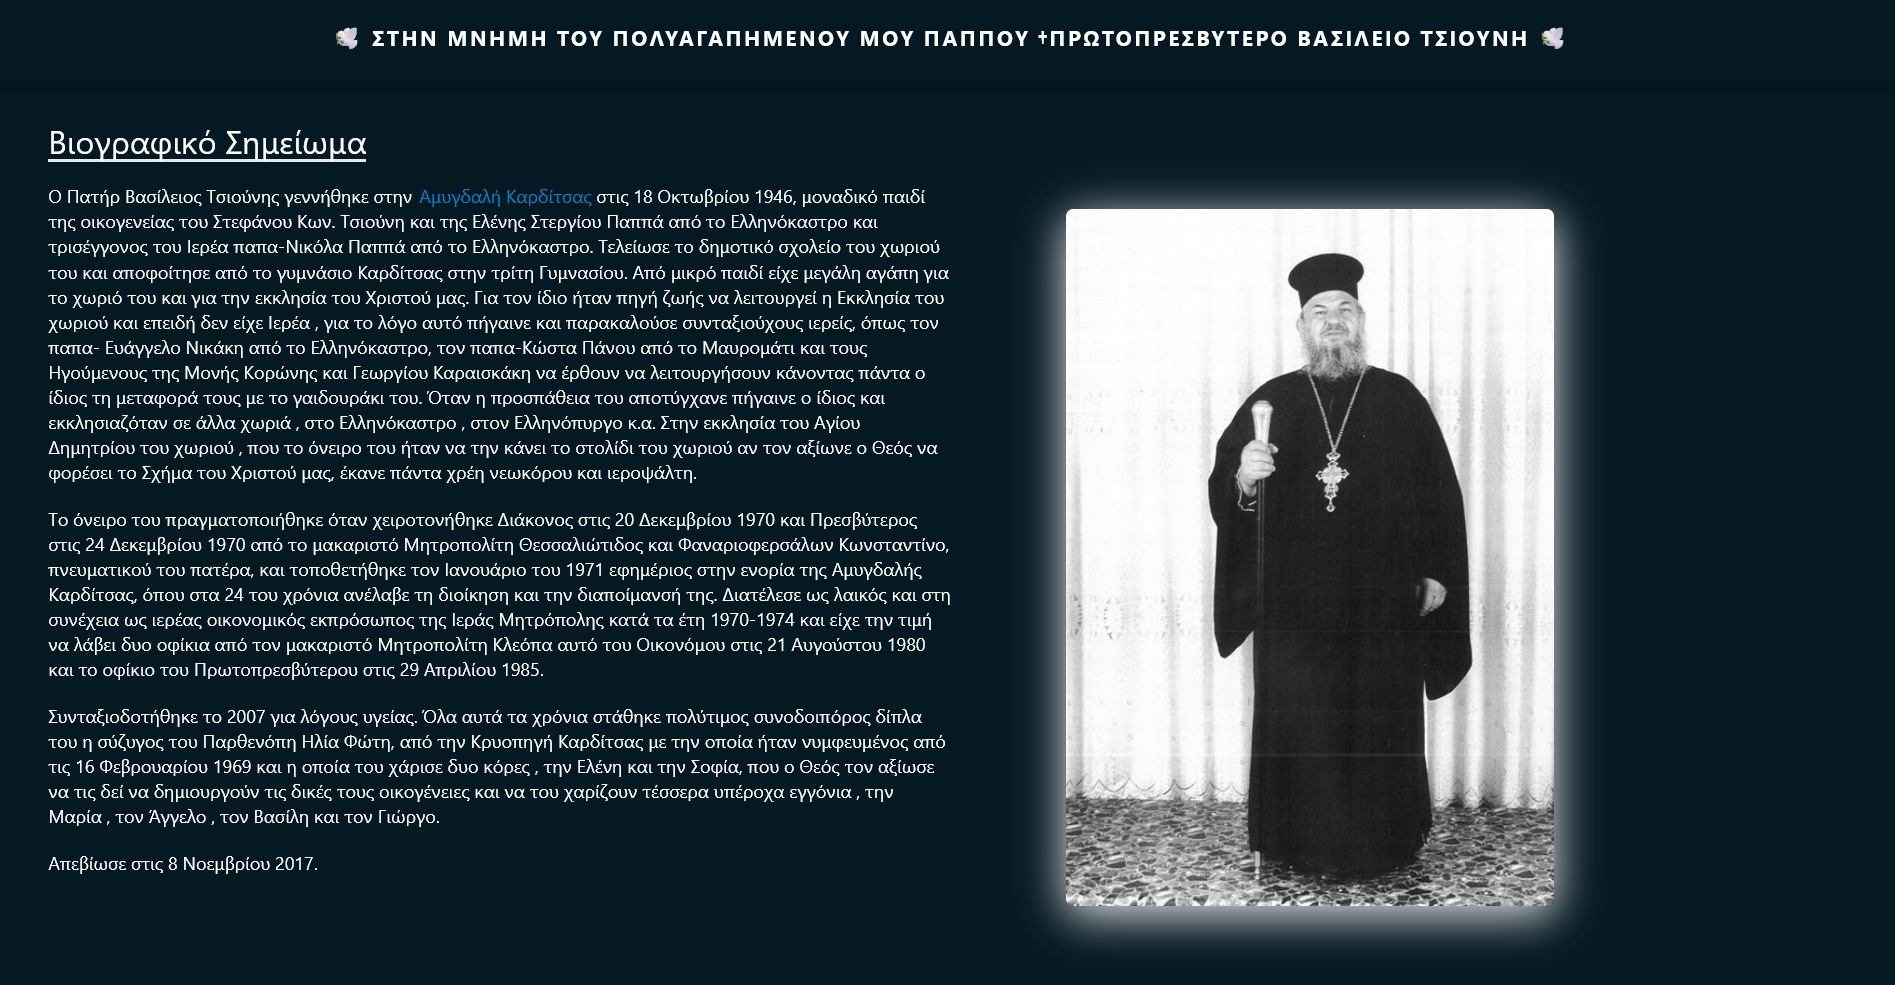 🕊 ΣΤΗΝ ΜΝΗΜΗ ΤΟΥ ΠΟΛΥΑΓΑΠΗΜΕΝΟΥ ΜΟΥ ΠΑΠΠΟΥ ✝ΠΡΩΤΟΠΡΕΣΒΥΤΕΡΟ ΒΑΣΙΛΕΙΟ ΤΣΙΟΥΝΗ 🕊
Βιογραφικό Σημείωμα
Ο Πατήρ Βασίλειος Τσιούνης γεννήθηκε στην Αμυγδαλή Καρδίτσας στις 18 Οκτωβρίου 1946, μοναδικό παιδί
της οικογενείας του Στεφάνου Κων. Τσιούνη και της Ελένης Στεργίου Παππά από το Ελληνόκαστρο και
τρισέγγονος του Ιερέα παπα-Νικόλα Παππά από το Ελληνόκαστρο. Τελείωσε το δημοτικό σχολείο του χωριού
του και αποφοίτησε από το γυμνάσιο Καρδίτσας στην τρίτη Γυμνασίου. Από μικρό παιδί είχε μεγάλη αγάπη για
το χωριό του και για την εκκλησία του Χριστού μας. Για τον ίδιο ήταν πηγή ζωής να λειτουργεί η Εκκλησία του
χωριού και επειδή δεν είχε Ιερέα , για το λόγο αυτό πήγαινε και παρακαλούσε συνταξιούχους ιερείς, όπως τον
παπα- Ευάγγελο Νικάκη από το Ελληνόκαστρο, τον παπα-Κώστα Πάνου από το Μαυρομάτι και τους
Ηγούμενους της Μονής Κορώνης και Γεωργίου Καραισκάκη να έρθουν να λειτουργήσουν κάνοντας πάντα ο
ίδιος τη μεταφορά τους με το γαιδουράκι του. Όταν η προσπάθεια του αποτύγχανε πήγαινε ο ίδιος και
εκκλησιαζόταν σε άλλα χωριά , στο Ελληνόκαστρο , στον Ελληνόπυργο κ.α. Στην εκκλησία του Αγίου
Δημητρίου του χωριού , που το όνειρο του ήταν να την κάνει το στολίδι του χωριού αν τον αξίωνε ο Θεός να
φορέσει το Σχήμα του Χριστού μας, έκανε πάντα χρέη νεωκόρου και ιεροψάλτη.
Το όνειρο του πραγματοποιήθηκε όταν χειροτονήθηκε Διάκονος στις 20 Δεκεμβρίου 1970 και Πρεσβύτερος
στις 24 Δεκεμβρίου 1970 από το μακαριστό Μητροπολίτη Θεσσαλιώτιδος και Φαναριοφερσάλων Κωνσταντίνο,
πνευματικού του πατέρα, και τοποθετήθηκε τον Ιανουάριο του 1971 εφημέριος στην ενορία της Αμυγδαλής
Καρδίτσας, όπου στα 24 του χρόνια ανέλαβε τη διοίκηση και την διαποίμανσή της. Διατέλεσε ως λαικός και στη
συνέχεια ως ιερέας οικονομικός εκπρόσωπος της Ιεράς Μητρόπολης κατά τα έτη 1970-1974 και είχε την τιμή
να λάβει δυο οφίκια από τον μακαριστό Μητροπολίτη Κλεόπα αυτό του Οικονόμου στις 21 Αυγούστου 1980
και το οφίκιο του Πρωτοπρεσβύτερου στις 29 Απριλίου 1985.
Συνταξιοδοτήθηκε το 2007 για λόγους υγείας. Όλα αυτά τα χρόνια στάθηκε πολύτιμος συνοδοιπόρος δίπλα
του η σύζυγος του Παρθενόπη Ηλία Φώτη, από την Κρυοπηγή Καρδίτσας με την οποία ήταν νυμφευμένος από
τις 16 Φεβρουαρίου 1969 και η οποία του χάρισε δυο κόρες , την Ελένη και την Σοφία, που ο Θεός τον αξίωσε
να τις δεί να δημιουργούν τις δικές τους οικογένειες και να του χαρίζουν τέσσερα υπέροχα εγγόνια , την
Μαρία , τον Άγγελο , τον Βασίλη και τον Γιώργο.
Απεβίωσε στις 8 Νοεμβρίου 2017.